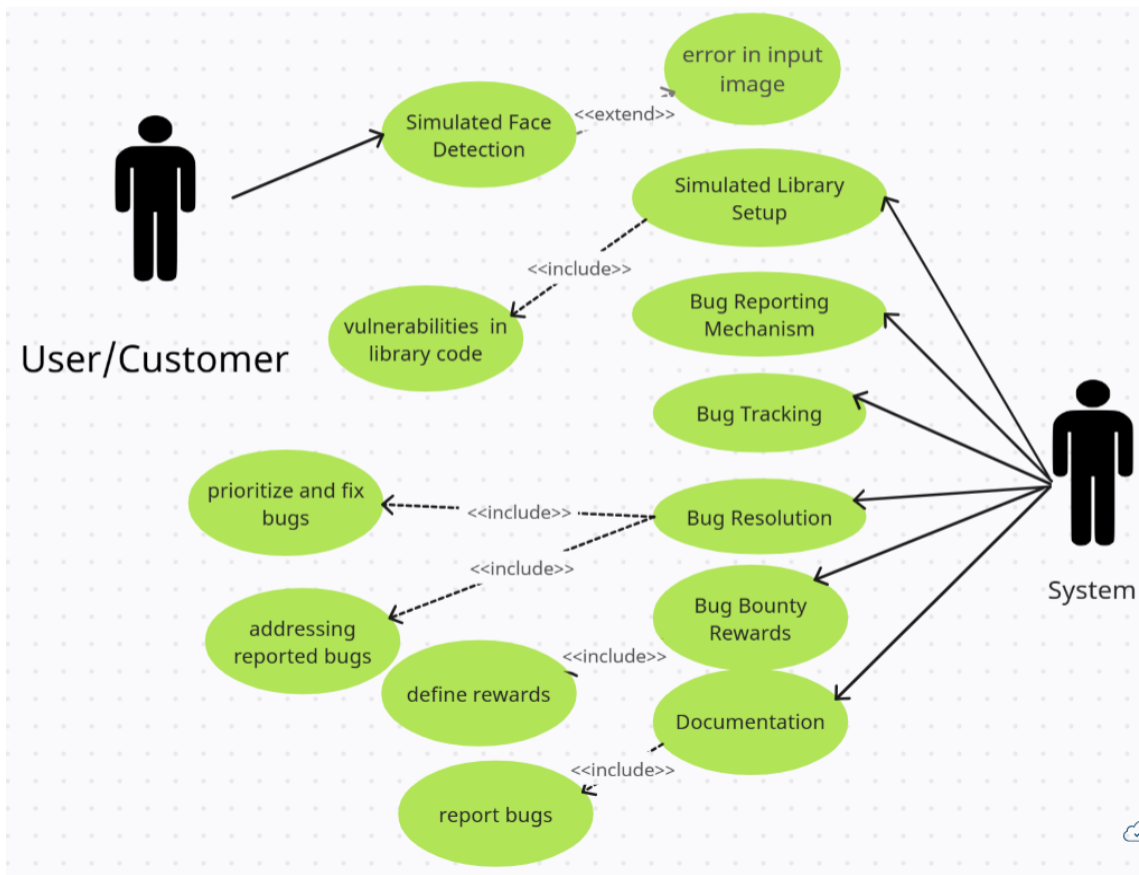 error in input
image
Simulated Face
Detection
<<extend>>
Simulated Library
Setup
<<include>>
vulnerabilities in
library code
Bug Reporting
Mechanism
User/Customer
Bug Tracking
prioritize and fix
bugs
<<include>>
Bug Resolution
<<include>>
System
Bug Bounty
Rewards
addressing
reported bugs
<<include>>
define rewards
Documentation
<<include>>
report bugs